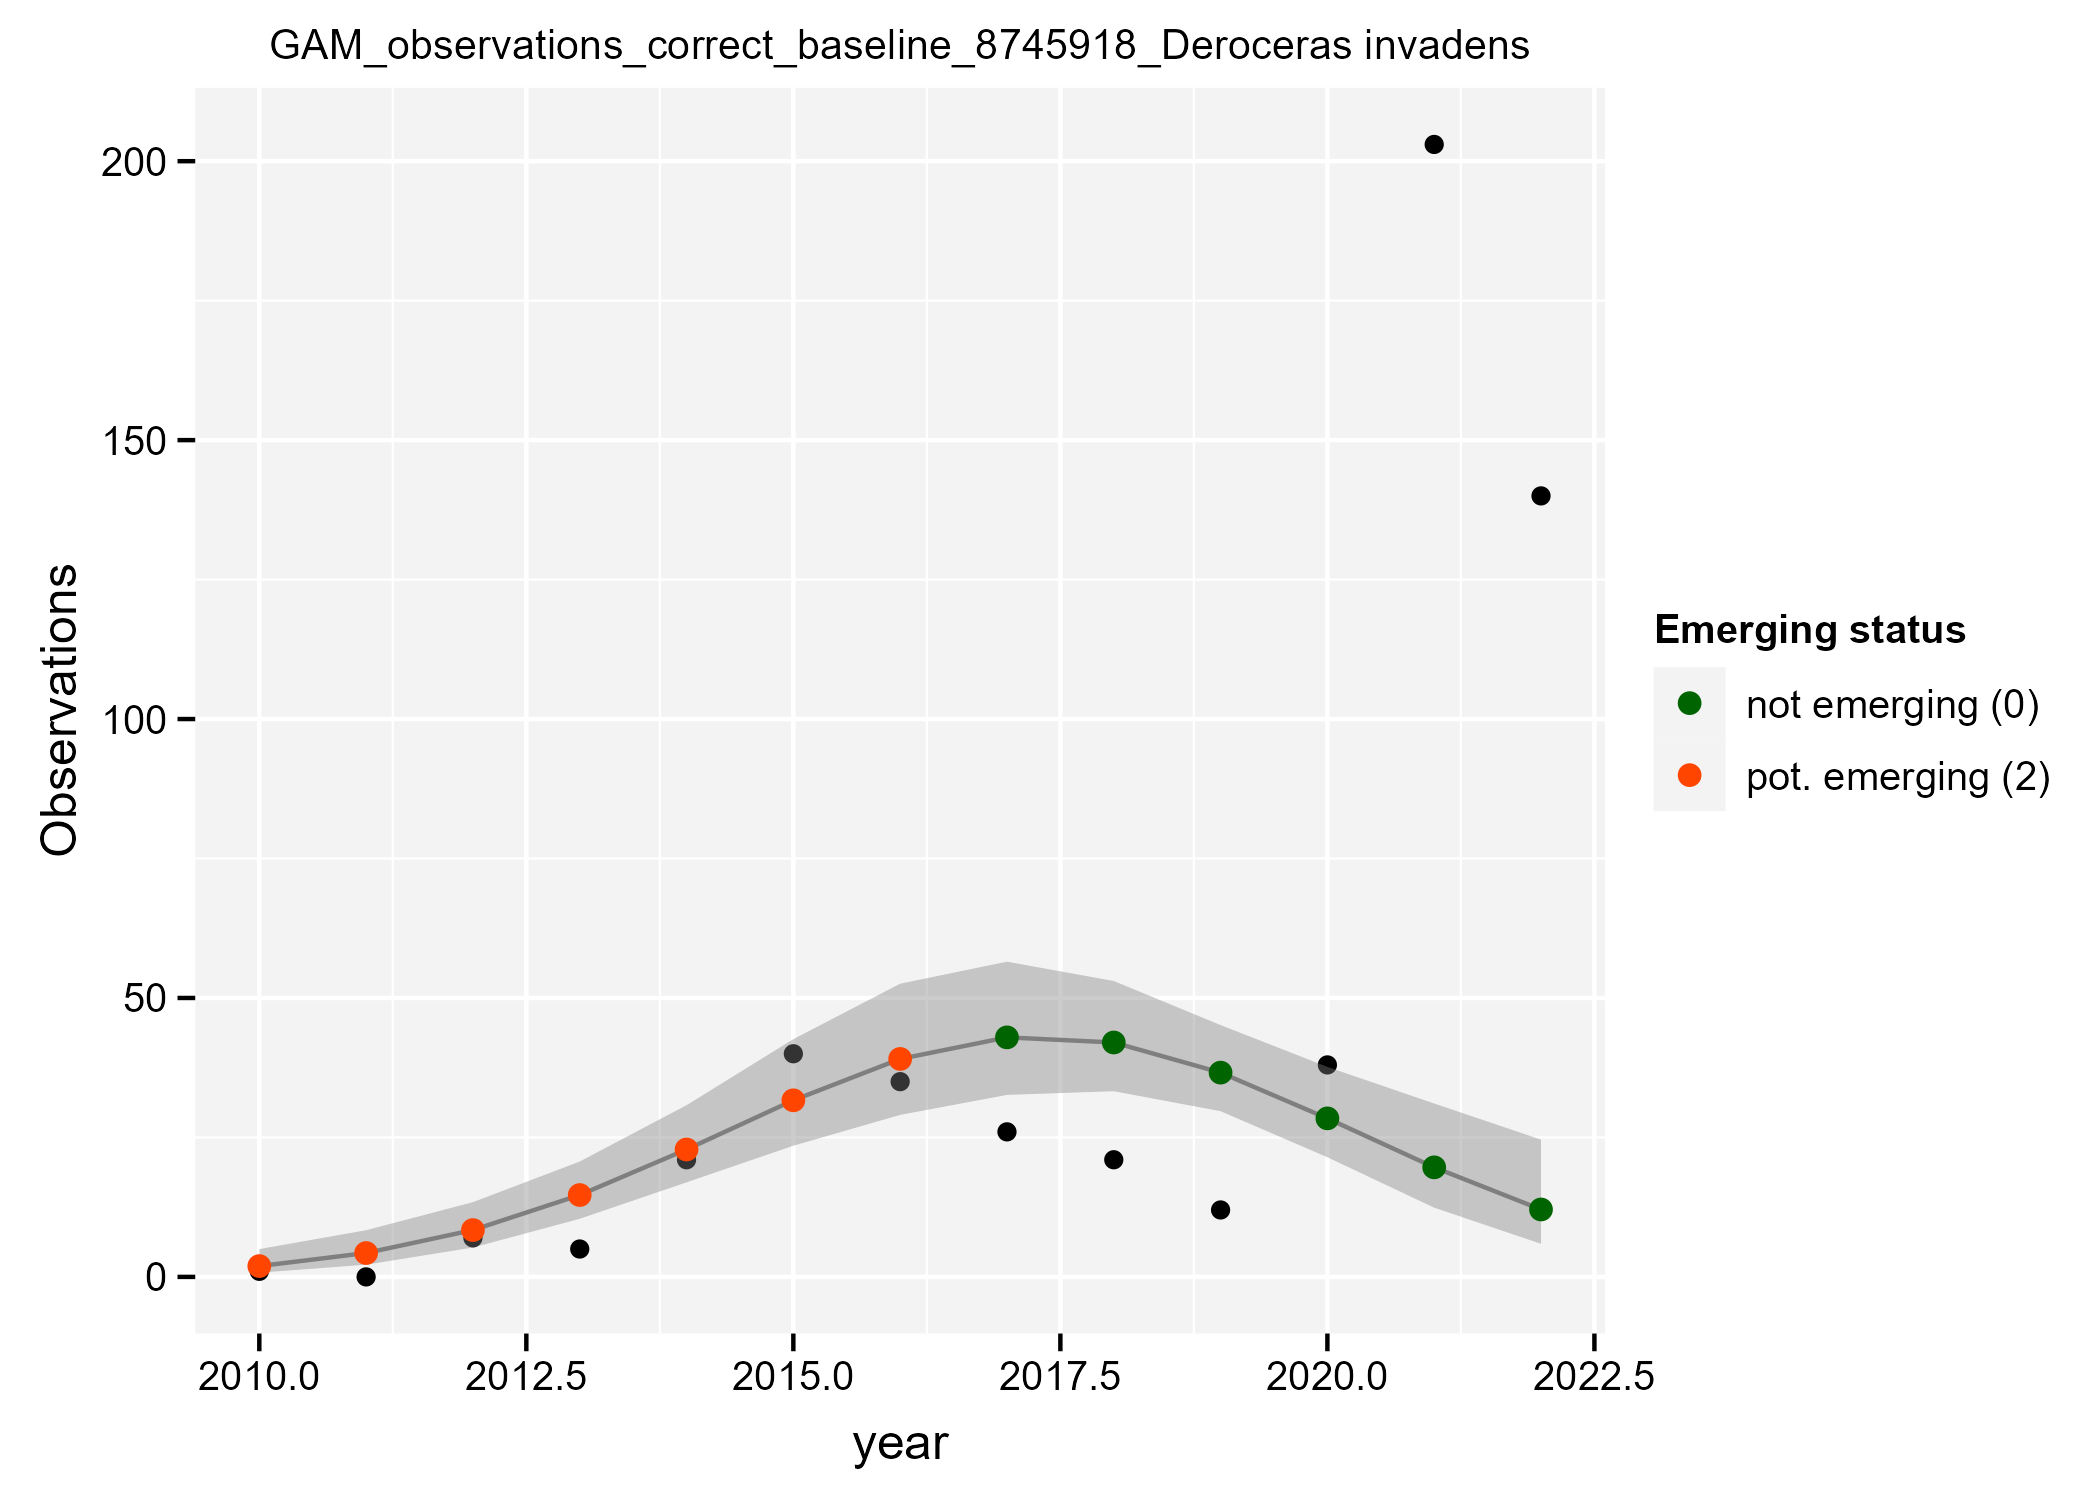 GAM_observations_correct_baseline_8745918_Deroceras invadens
200
150
100
50
0
Observations
2010.0 2012.5 2015.0 2017.5 2020.0 2022.5
year
Emerging status
not emerging (0)
pot. emerging (2)